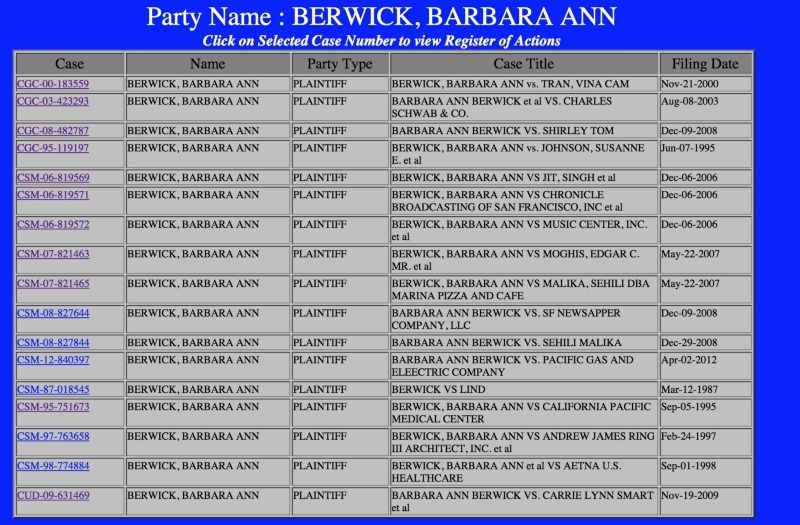 Party Name : BERWICK, BARBARA ANN
Click on Selected Case Number to view Register of Actions
Case Name Party Type Case Title Filing Date
CGC-00-183559 BERWICK, BARBARA ANN PLAINTIFF BERWICK, BARBARA ANN vs. TRAN, VINA CAM Nov-21-2000
CGC-03-423293 BERWICK, BARBARA ANN PLAINTIFF BARBARA ANN BERWICK et al VS. CHARLES Aug-08-2003
SCHWAB & CO.
CGC-08-482787 BERWICK, BARBARA ANN PLAINTIFF BARBARA ANN BERWICK VS. SHIRLEY TOM Dec-09-2008
CGC-95-119197 BERWICK, BARBARA ANN PLAINTIFF BERWICK, BARBARA ANN vs. JOHNSON, SUSANNE Jun-07-1995
E. et al
CSM-06-819569 BERWICK, BARBARA ANN PLAINTIFF BERWICK, BARBARA ANN VS JIT, SINGH et al Dec-06-2006
CSM-06-819571 BERWICK, BARBARA ANN PLAINTIFF BERWICK, BARBARA ANN VS CHRONICLE Dec-06-2006
BROADCASTING OF SAN FRANCISCO, INC et al
CSM-06-819572 BERWICK, BARBARA ANN PLAINTIFF BERWICK, BARBARA ANN VS MUSIC CENTER, INC. Dec-06-2006
et al
CSM-07-821463 BERWICK, BARBARA ANN PLAINTIFF BERWICK, BARBARA ANN VS MOGHIS, EDGAR C. May-22-2007
MR. et al
CSM-07-821465 BERWICK, BARBARA ANN PLAINTIFF BERWICK, BARBARA ANN VS MALIKA, SEHILI DBA May-22-2007
MARINA PIZZA AND CAFE
CSM-08-827644 BERWICK, BARBARA ANN PLAINTIFF BARBARA ANN BERWICK VS. SF NEWSAPPER Dec-09-2008
COMPANY, LLC
CSM-08-827844 BERWICK, BARBARA ANN PLAINTIFF BARBARA ANN BERWICK VS. SEHILI MALIKA Dec-29-2008
CSM-12-840397 BERWICK, BARBARA ANN PLAINTIFF BARBARA ANN BERWICK VS. PACIFIC GAS AND Apr-02-2012
ELEECTRIC COMPANY
CSM-87-018545 BERWICK, BARBARA ANN PLAINTIFF BERWICK VS LIND Mar-12-1987
CSM-95-751673 BERWICK, BARBARA ANN PLAINTIFF BERWICK, BARBARA ANN VS CALIFORNIA PACIFIC Sep-05-1995
MEDICAL CENTER
CSM-97-763658 BERWICK, BARBARA ANN PLAINTIFF BERWICK, BARBARA ANN VS ANDREW JAMES RING Feb-24-1997
III ARCHITECT, INC. et al
CSM-98-774884 BERWICK, BARBARA ANN PLAINTIFF BERWICK, BARBARA ANN et al VS AETNA U.S. Sep-01-1998
HEALTHCARE
CUD-09-631469 BERWICK, BARBARA ANN PLAINTIFF BARBARA ANN BERWICK VS. CARRIE LYNN SMART Nov-19-2009
et al